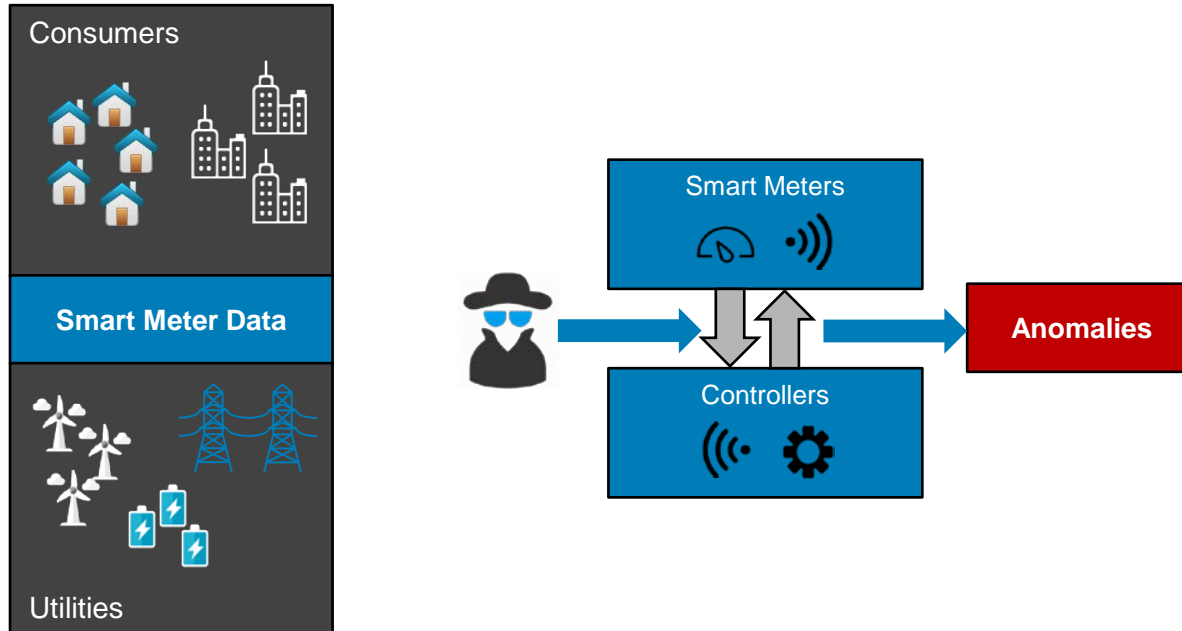 Consumers
Smart Meter Data
Utilities
Smart Meters
Controllers
Anomalies